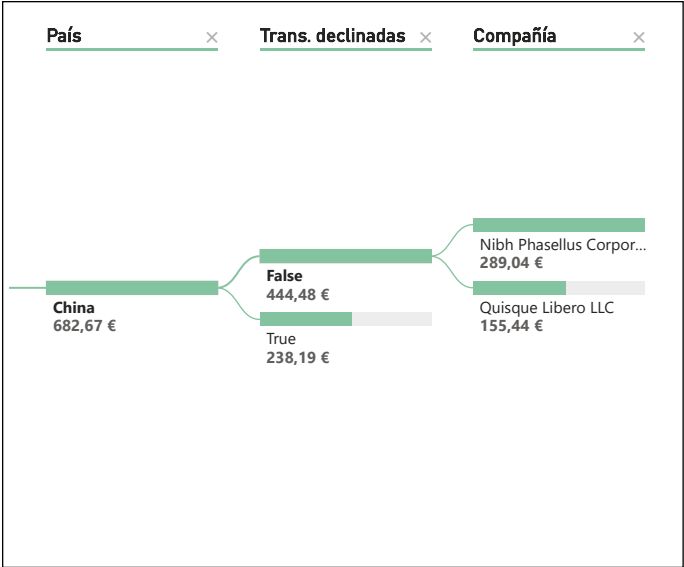 País
Trans. declinadas
Compañía
China
682,67 €
False
444,48 €
True
238,19 €
Nibh Phasellus Corpor...
289,04 €
Quisque Libero LLC
155,44 €